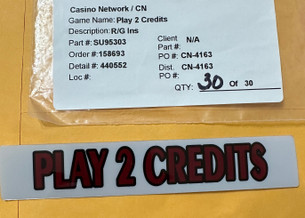 Casino Network / CN
Game Name: Play 2 Credits
Description: R/G Ins
Part #: SU95303 Client N/A
Part #:
Order #: 158693 PO #: CN-4163
Detail #: 440552 Dist. CN-4163
Loc #: PO #:
QTY: 30 Of 30
PLAY 2 CREDITS